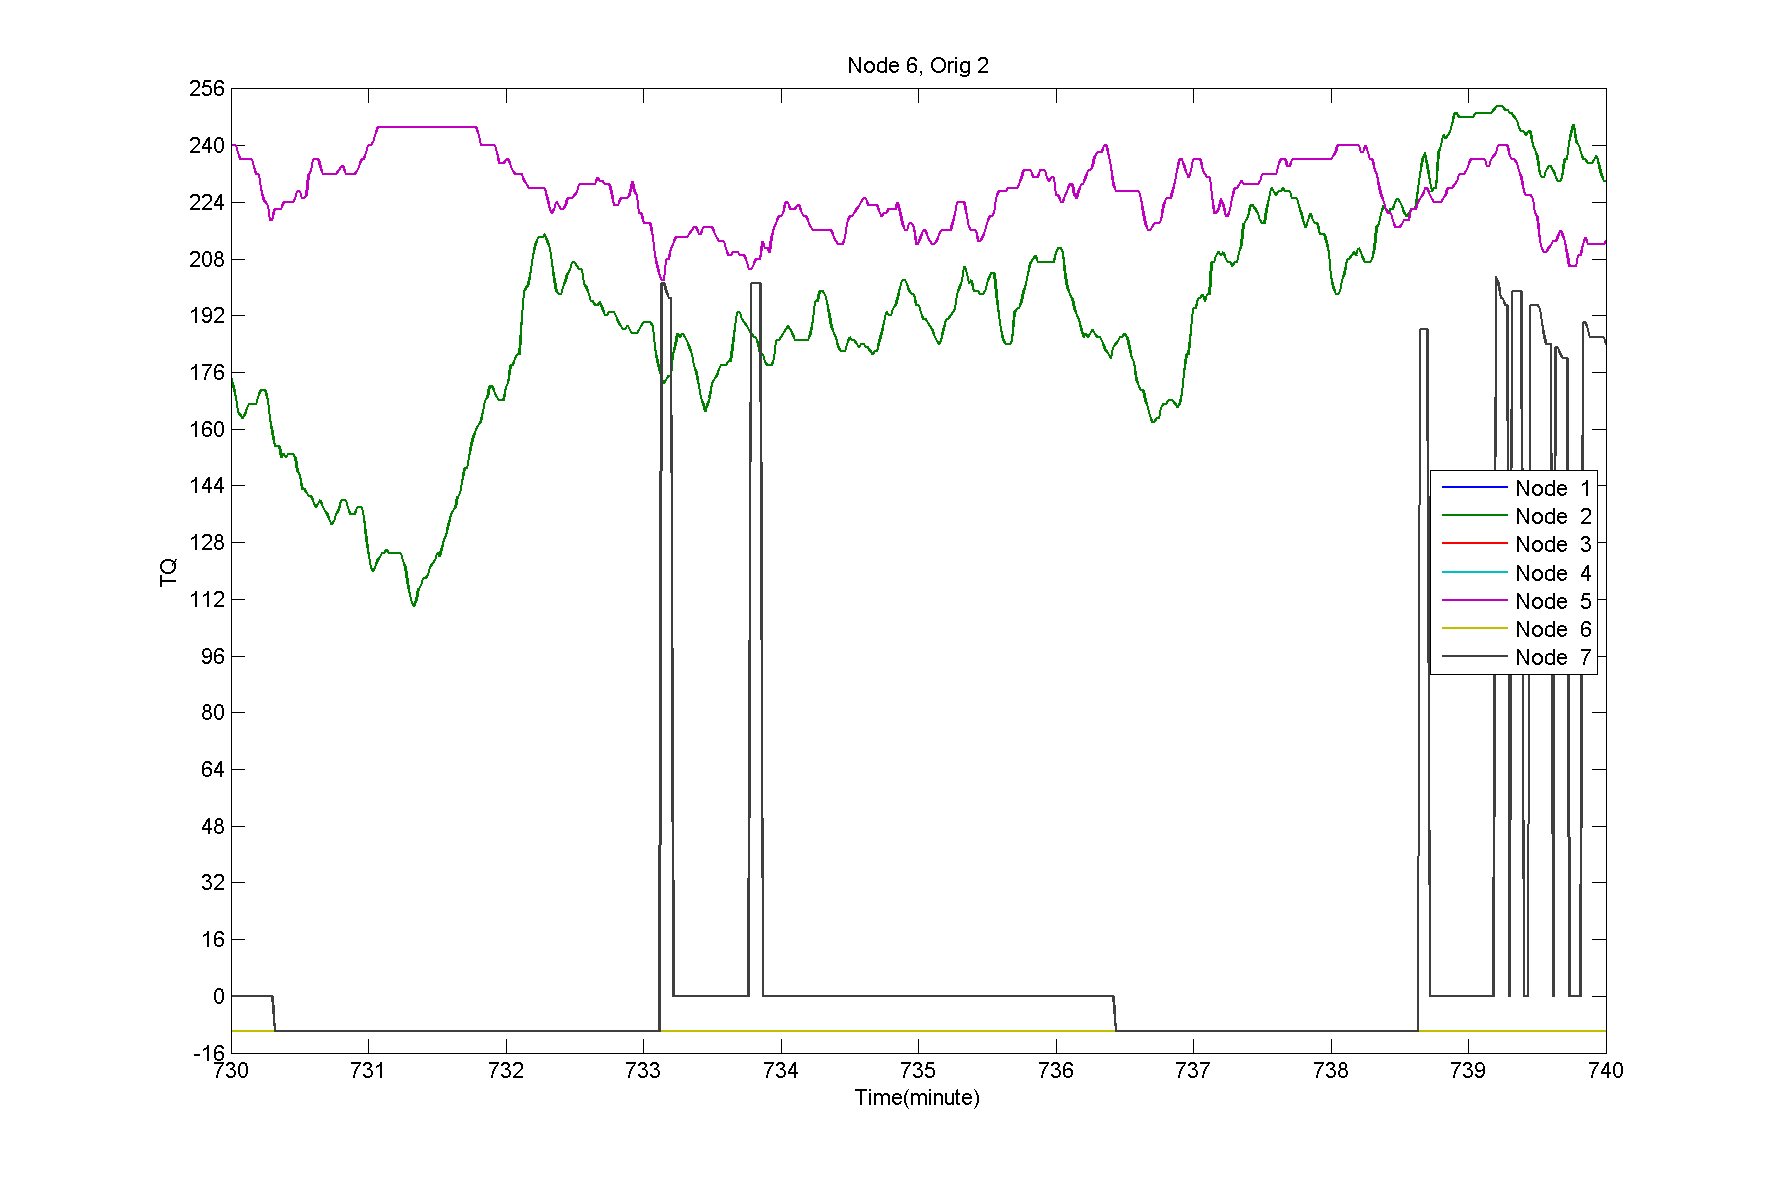 Node 6, Orig 2
256
240
224
208
192
176
160
144
128
112
96
80
64
48
32
16
0
-16
TQ
Node 1
Node 2
Node 3
Node 4
Node 5
Node 6
Node 7
730 731 732 733 734 735 736 737 738 739 740
Time(minute)